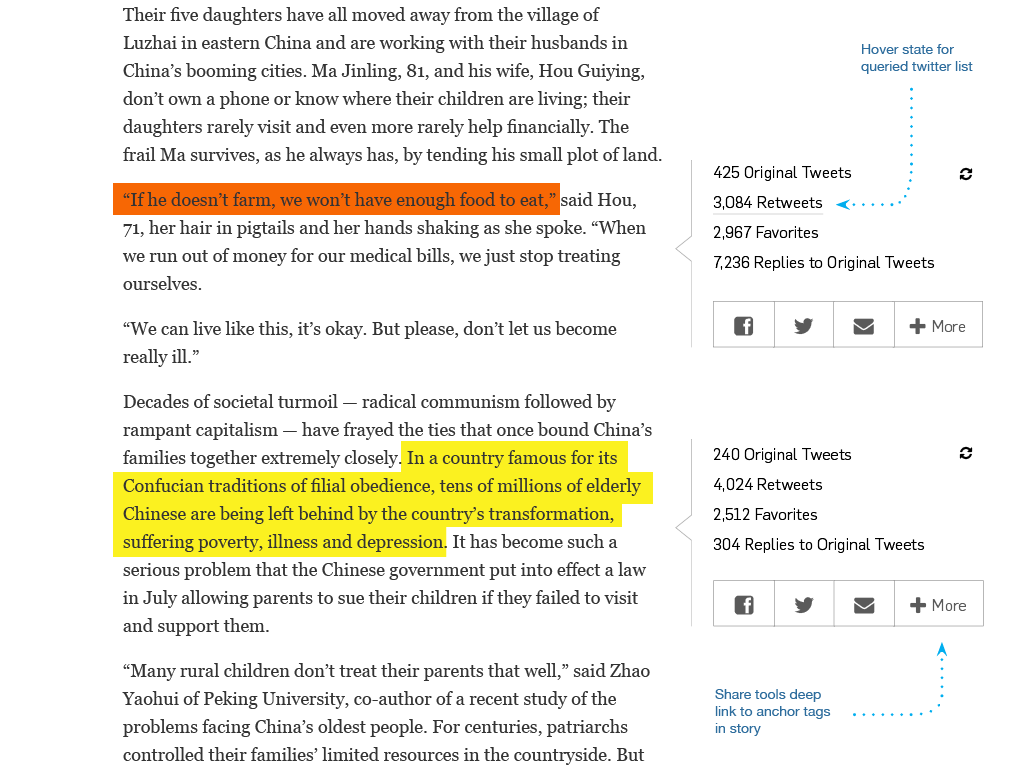 Their five daughters have all moved away from the village of
Luzhai in eastern China and are working with their husbands in
China’s booming cities. Ma Jinling, 81, and his wife, Hou Guiying,
don’t own a phone or know where their children are living; their
daughters rarely visit and even more rarely help financially. The
frail Ma survives, as he always has, by tending his small plot of land.
“If he doesn’t farm, we won’t have enough food to eat,” said Hou,
71, her hair in pigtails and her hands shaking as she spoke. “When
we run out of money for our medical bills, we just stop treating
ourselves.
“We can live like this, it’s okay. But please, don’t let us become
really ill.”
Decades of societal turmoil — radical communism followed by
rampant capitalism — have frayed the ties that once bound China’s
families together extremely closely. In a country famous for its
Confucian traditions of filial obedience, tens of millions of elderly
Chinese are being left behind by the country’s transformation,
suffering poverty, illness and depression. It has become such a
serious problem that the Chinese government put into effect a law
in July allowing parents to sue their children if they failed to visit
and support them.
“Many rural children don’t treat their parents that well,” said Zhao
Yaohui of Peking University, co-author of a recent study of the
problems facing China’s oldest people. For centuries, patriarchs
controlled their families’ limited resources in the countryside. But
Hover state for
queried twitter list
425 Original Tweets
3,084 Retweets
2,967 Favorites
7,236 Replies to Original Tweets
More
240 Original Tweets
4,024 Retweets
2,512 Favorites
304 Replies to Original Tweets
More
Share tools deep
link to anchor tags
in story